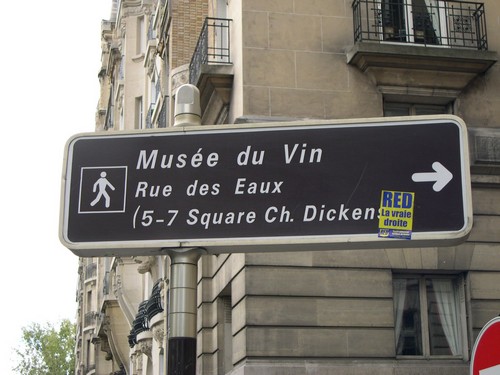 Musée du Vin
Rue des Eaux
(5-7 Square Ch. Dicken
RED
La vraie
droite